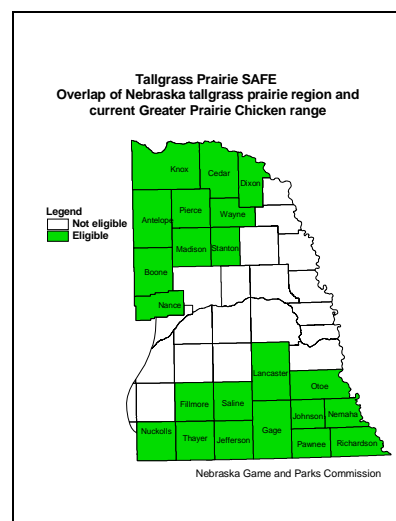 Tallgrass Prairie SAFE
Overlap of Nebraska tallgrass prairie region and
current Greater Prairie Chicken range
Knox
Cedar
Dixon
Legend
Not eligible
Eligible
Antelope
Pierce
Wayne
Madison
Stanton
Boone
Nance
Lancaster
Otoe
Fillmore
Saline
Johnson
Nemaha
Gage
Nuckolls
Thayer
Jefferson
Pawnee
Richardson
Nebraska Game and Parks Commission